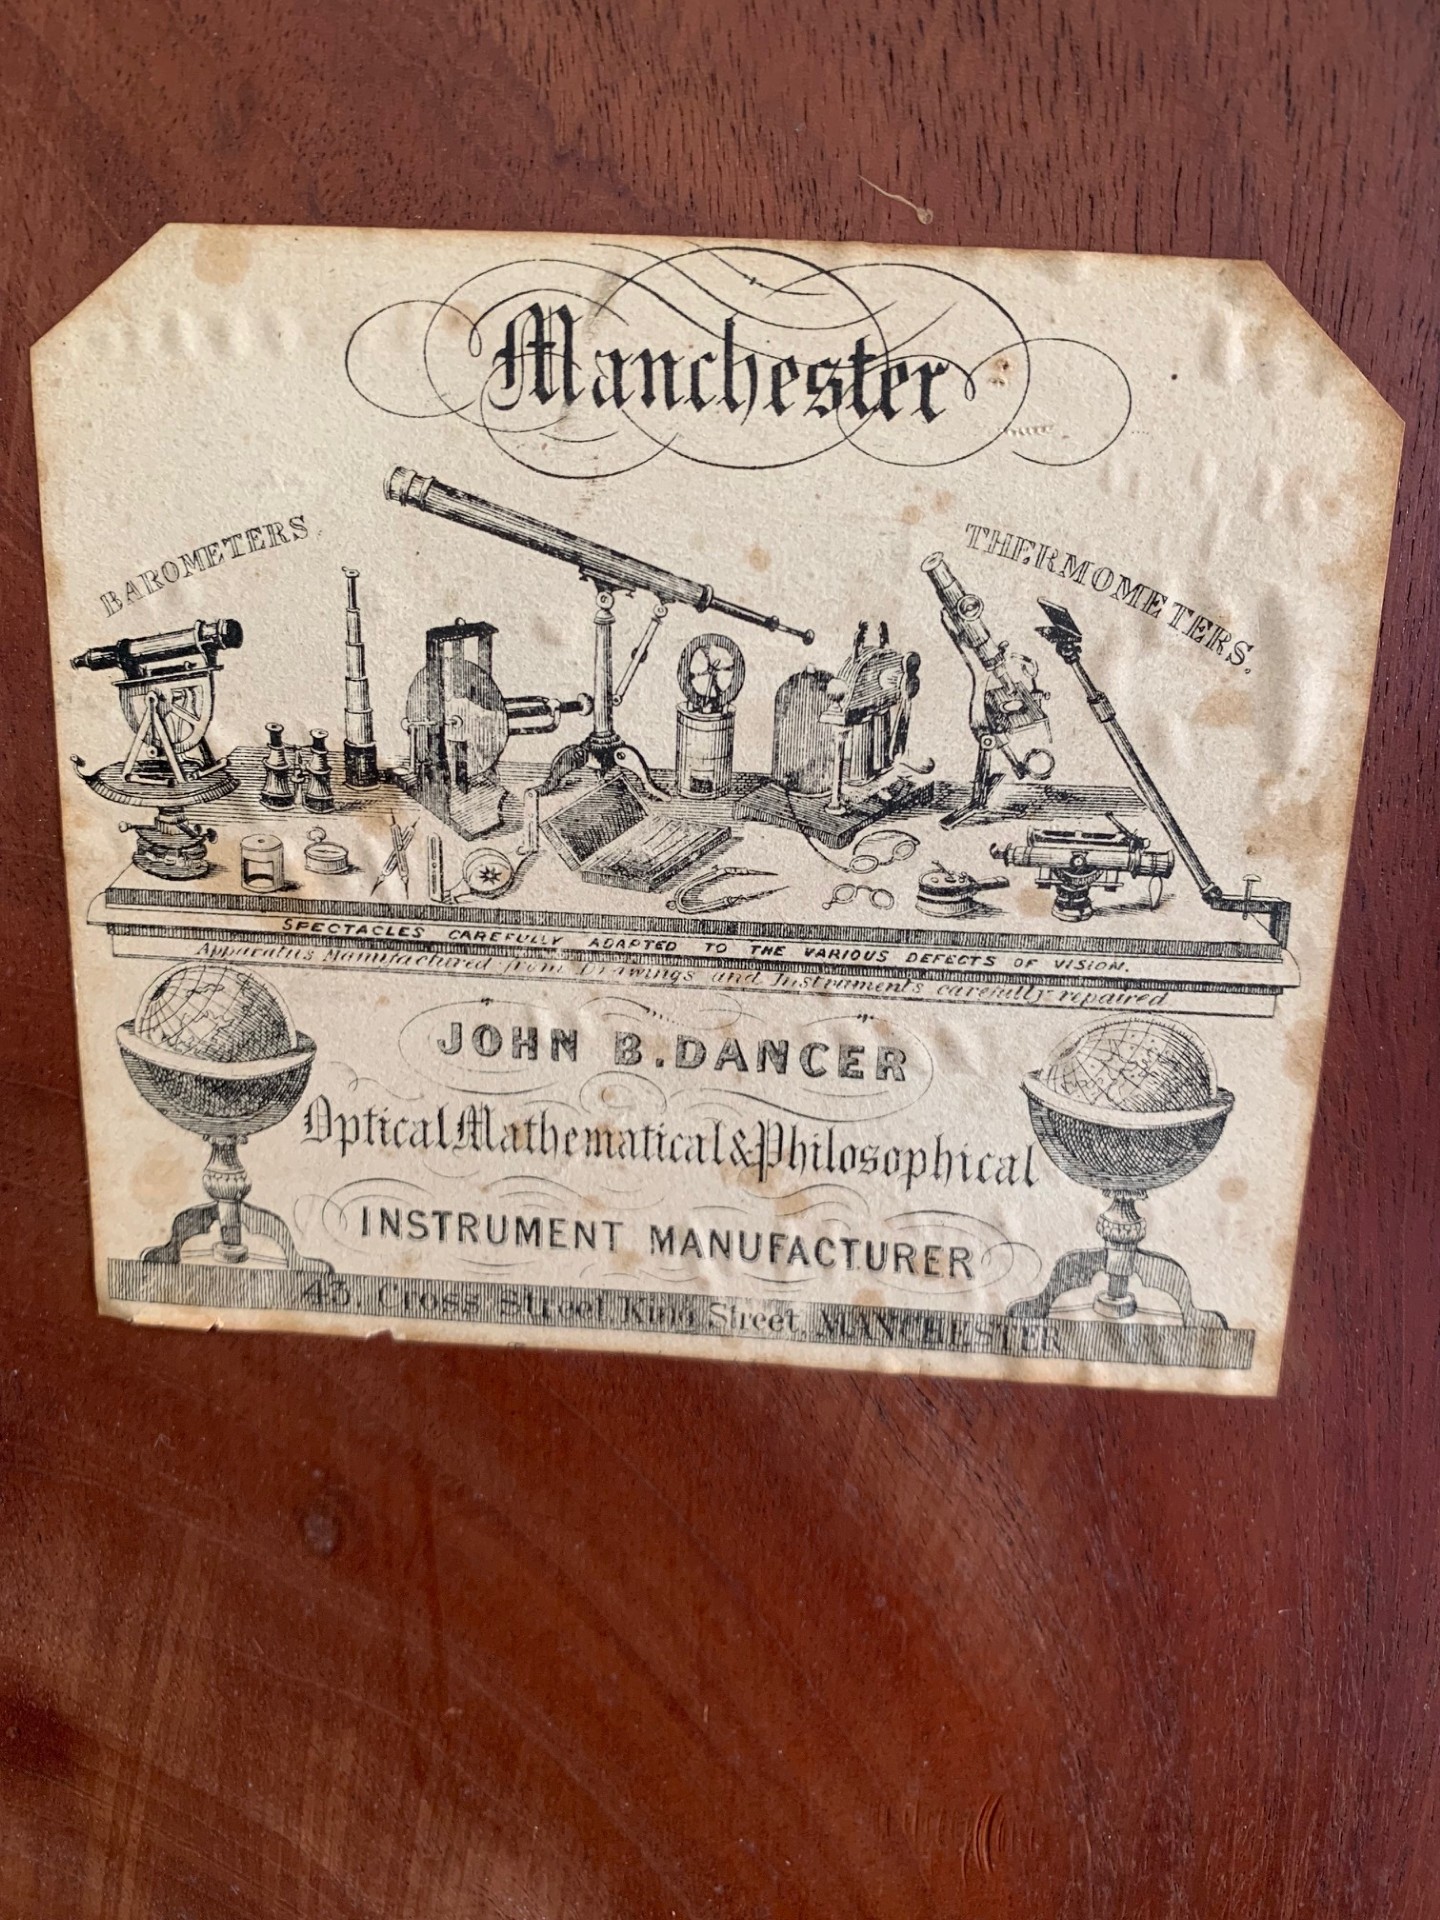 Manchester
BAROMETERS
THERMOMETERS.
SPECTACLES CAREFULLY ADAPTED TO THE VARIOUS DEFECTS OF VISION.
Apparatus Manufactured from Drawings and Instruments carefully repaired
JOHN B. DANCER
Optical Mathematical & Philosophical
INSTRUMENT MANUFACTURER
43, Cross Street, King Street, MANCHESTER